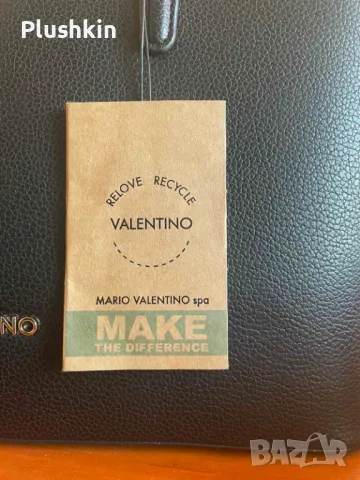 Plushkin
RELOVE RECYCLE
VALENTINO
MARIO VALENTINO spa
NO
MAKE
THE DIFFERENCE
BAZAR